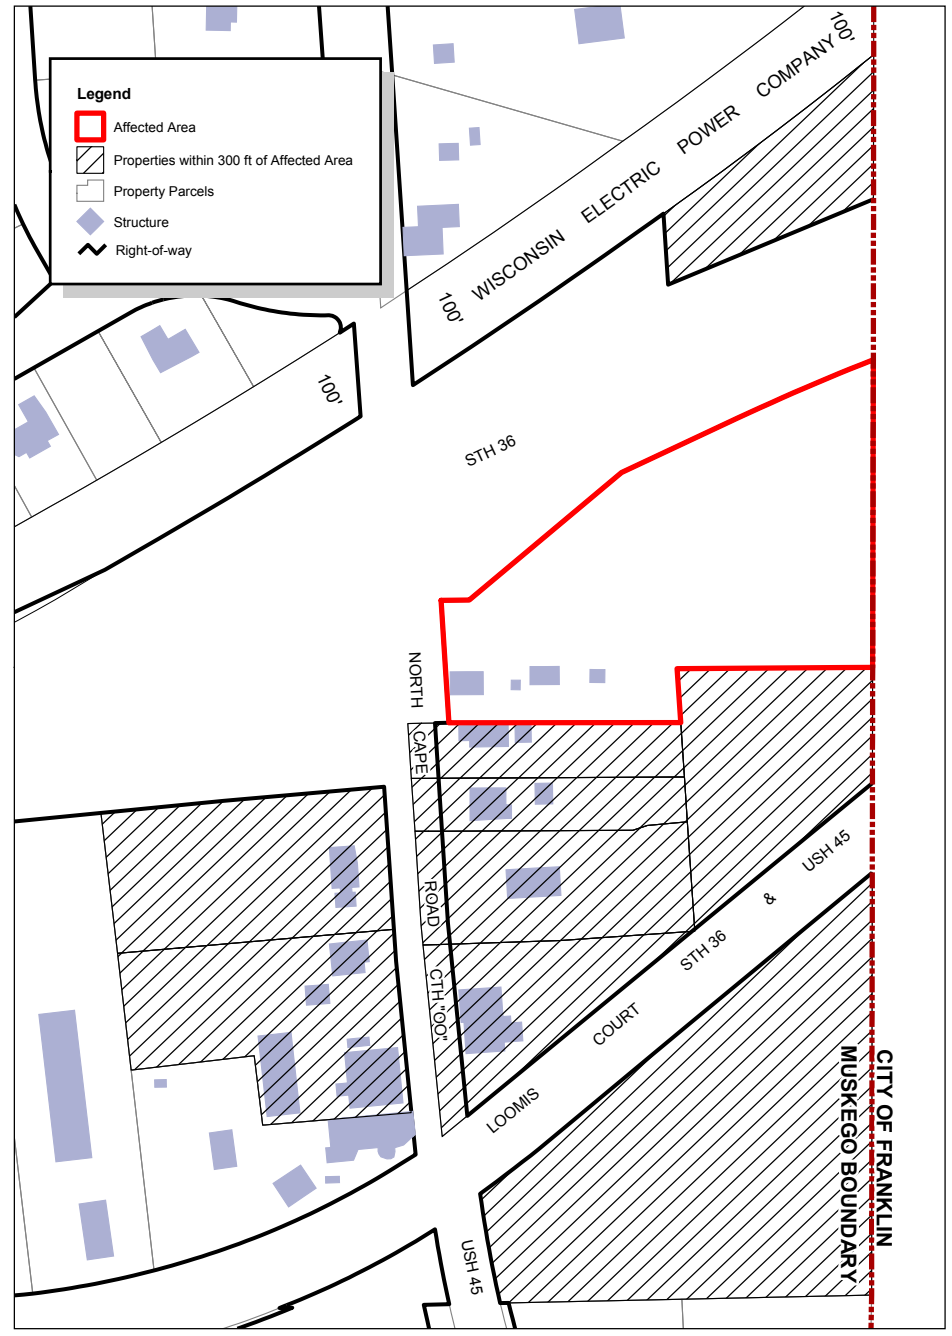 100'
WISCONSIN ELECTRIC POWER COMPANY
100'
Legend
Affected Area
Properties within 300 ft of Affected Area
Property Parcels
Structure
Right-of-way
100'
STH 36
NORTH CAPE ROAD CTH "OO"
LOOMIS COURT STH 36 & USH 45
USH 45
CITY OF FRANKLIN
MUSKEGO BOUNDARY